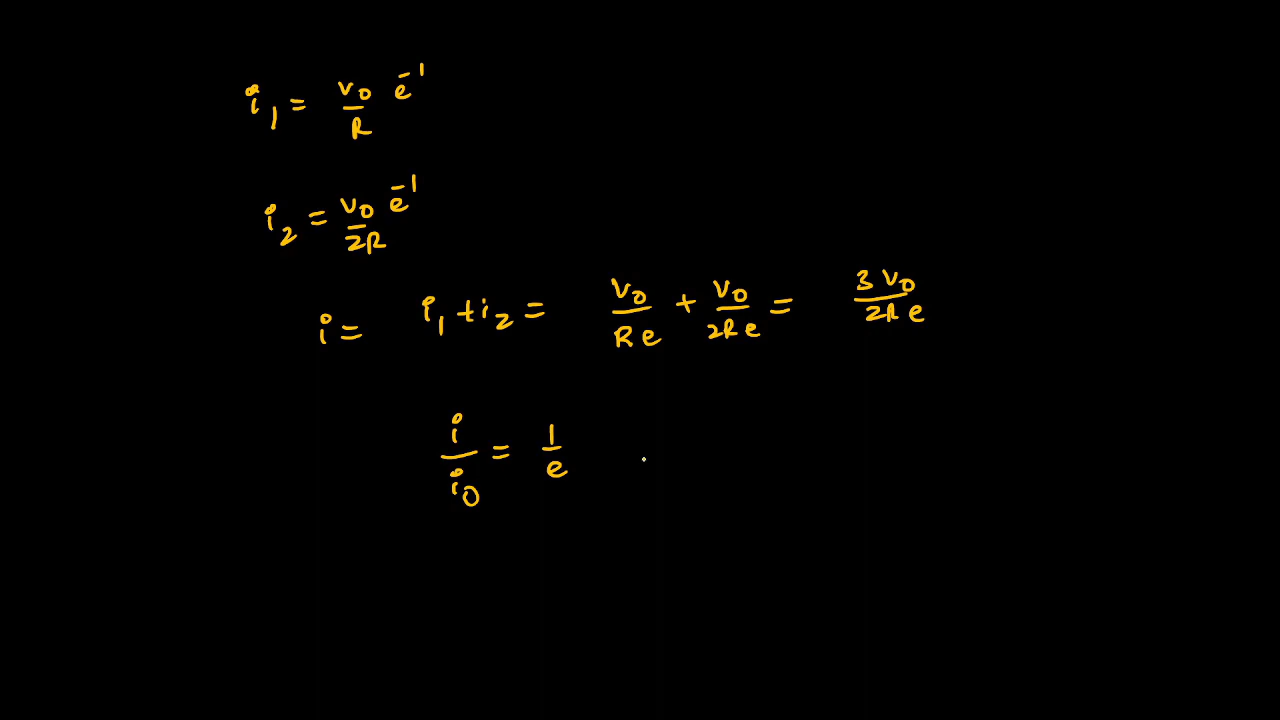 i₁ = v₀/R e⁻¹
i₂ = v₀/2R e⁻¹
i = i₁ + i₂ = v₀/Re + v₀/2Re = 3v₀/2Re
i/i₀ = 1/e